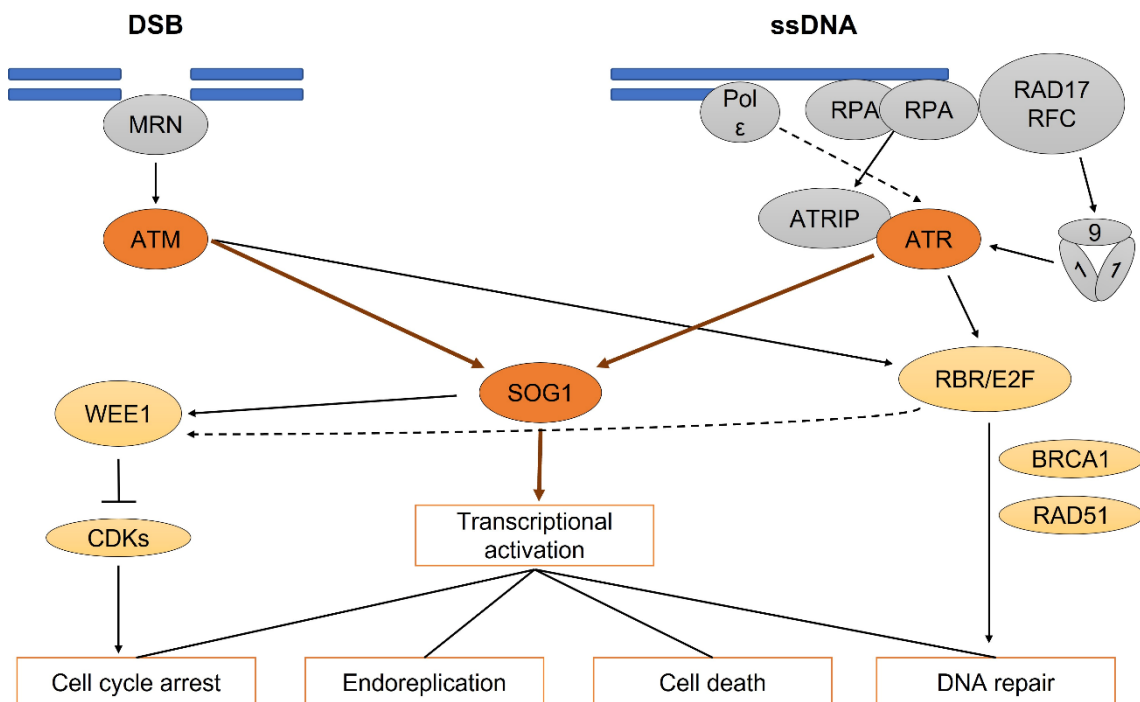 DSB
ssDNA
MRN
Pol
ε
RPA
RPA
RAD17
RFC
ATM
ATRIP
ATR
9
1
1
SOG1
RBR/E2F
WEE1
BRCA1
RAD51
CDKs
Transcriptional
activation
Cell cycle arrest
Endoreplication
Cell death
DNA repair